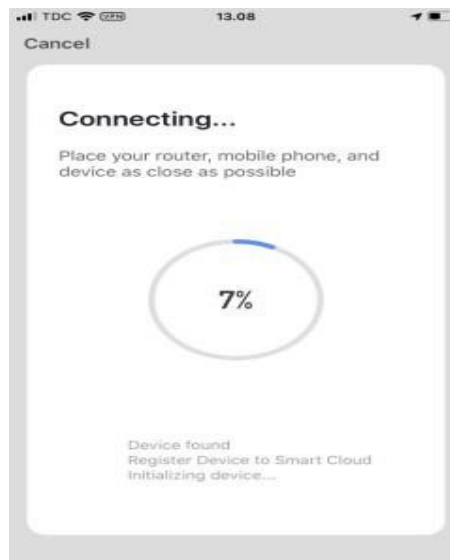 TDC VPN 13.08
Cancel
Connecting...
Place your router, mobile phone, and
device as close as possible
7%
Device found
Register Device to Smart Cloud
Initializing device...